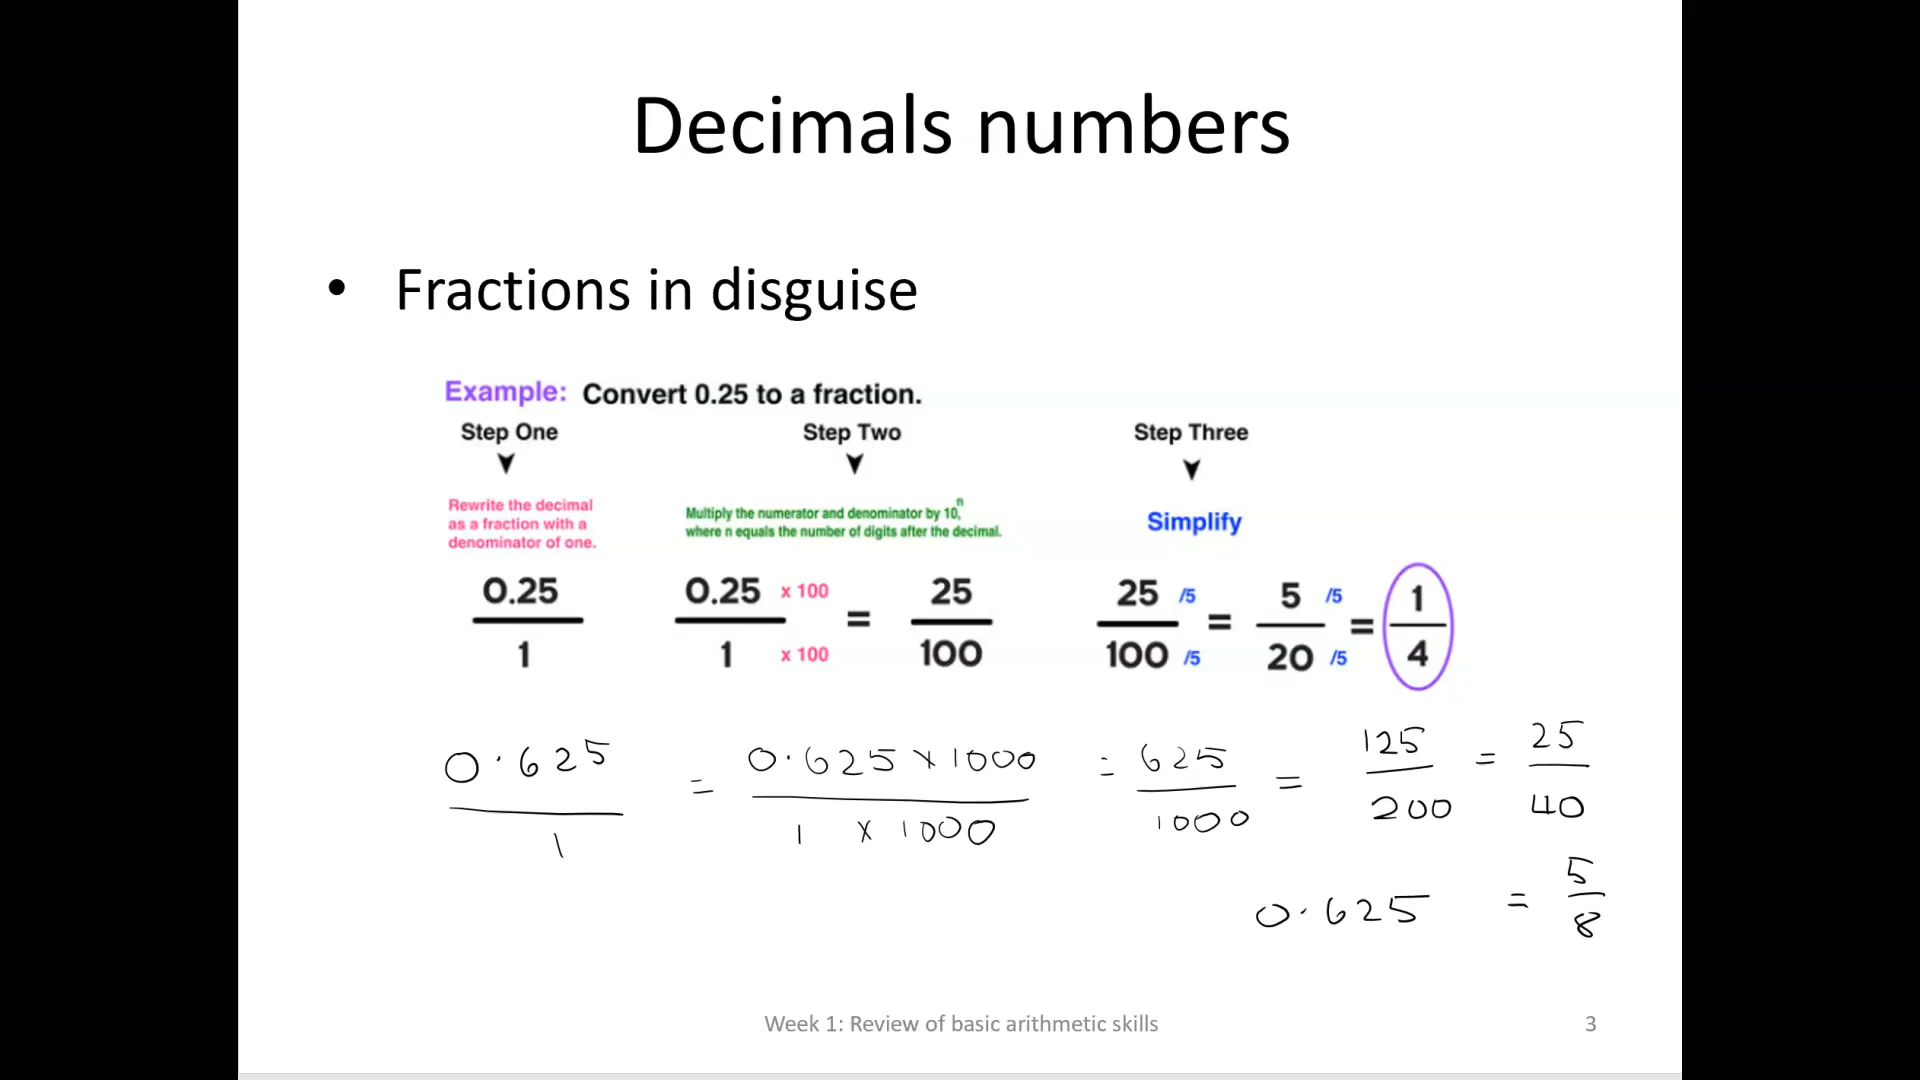 Decimals numbers
• Fractions in disguise
Example: Convert 0.25 to a fraction.
Step One Step Two Step Three
Rewrite the decimal
as a fraction with a
denominator of one.
Multiply the numerator and denominator by 10^n,
where n equals the number of digits after the decimal.
Simplify
0.25/1
0.25 x 100 / 1 x 100 = 25/100
25 /5 / 100 /5 = 5 /5 / 20 /5 = 1/4
0.625/1 = 0.625 x 1000 / 1 x 1000 = 625/1000 = 125/200 = 25/40
0.625 = 5/8
Week 1: Review of basic arithmetic skills 3